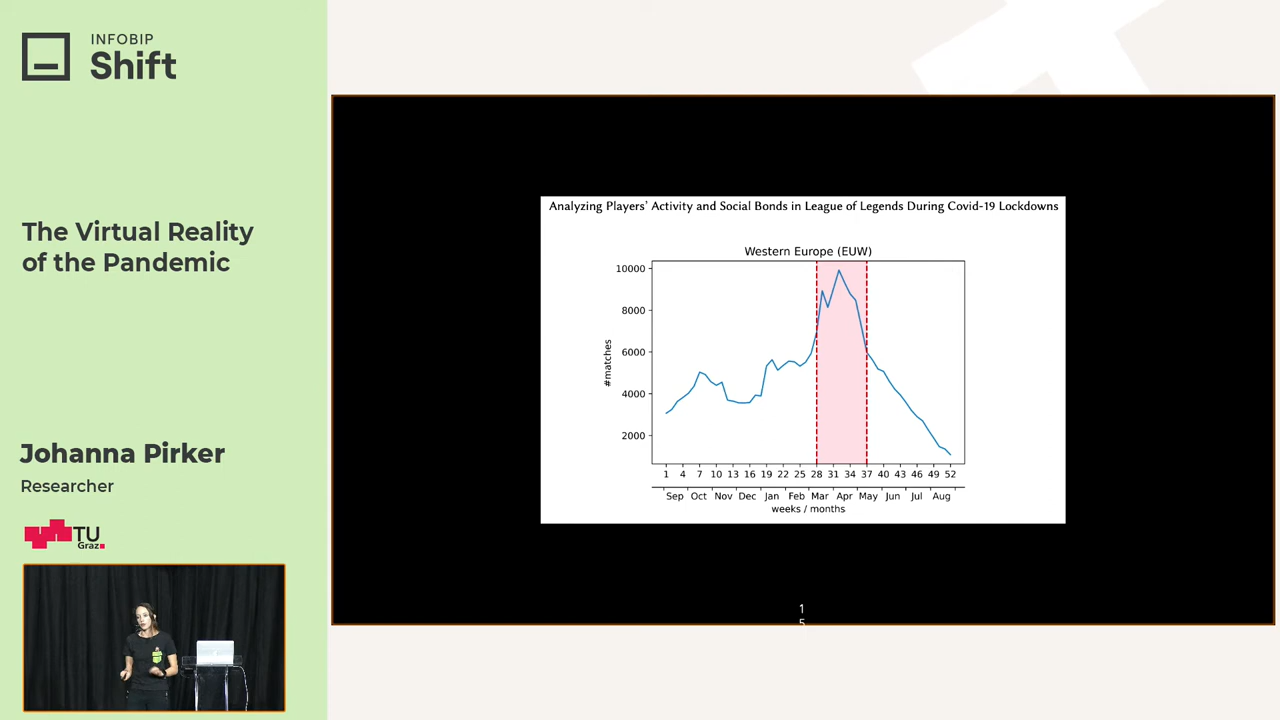 INFOBIP
Shift
The Virtual Reality
of the Pandemic
Johanna Pirker
Researcher
TU
Graz
Analyzing Players' Activity and Social Bonds in League of Legends During Covid-19 Lockdowns
Western Europe (EUW)
#matches
10000
8000
6000
4000
2000
1 4 7 10 13 16 19 22 25 28 31 34 37 40 43 46 49 52
Sep Oct Nov Dec Jan Feb Mar Apr May Jun Jul Aug
weeks / months
1
5